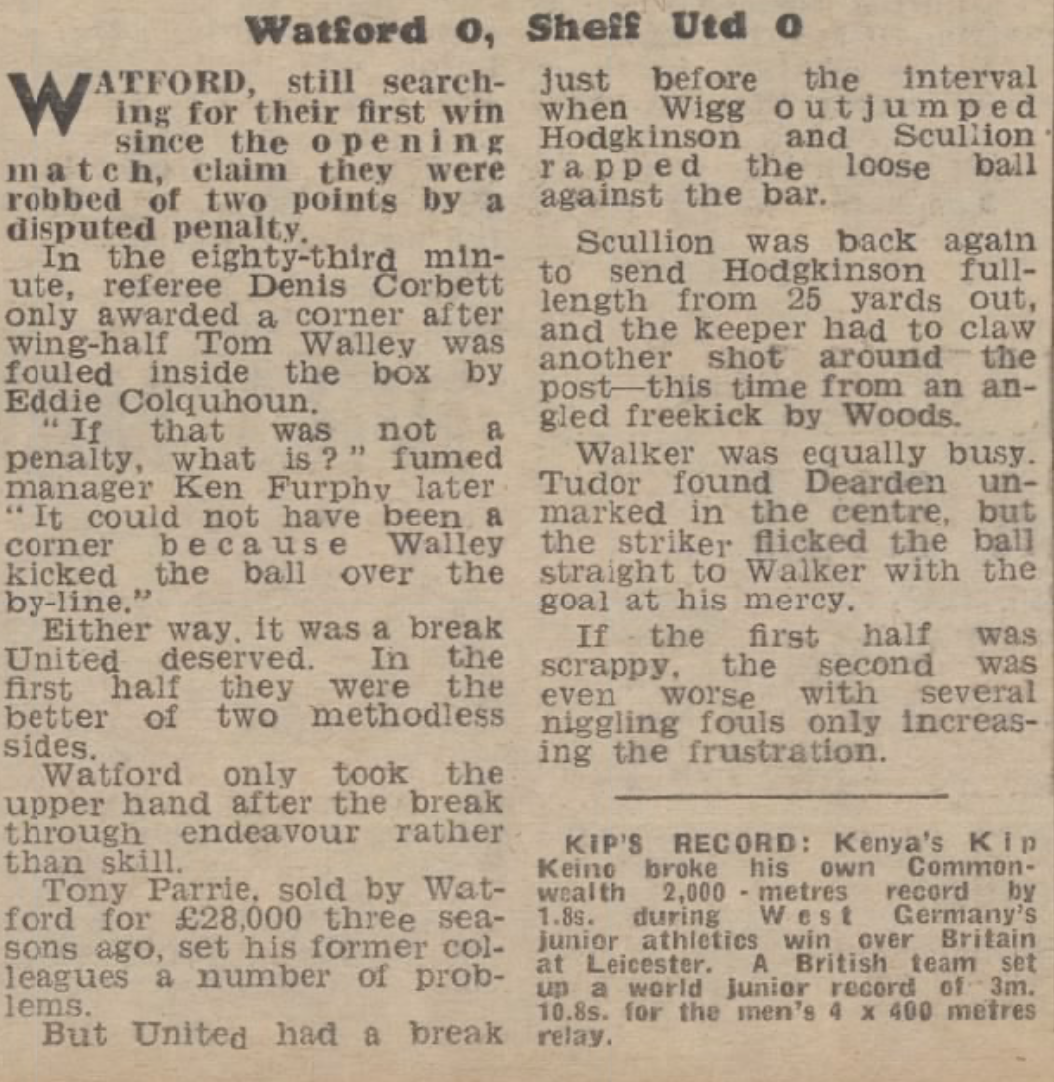 Watford 0, Sheff Utd 0
WATFORD, still search-
ing for their first win
since the opening
match, claim they were
robbed of two points by a
disputed penalty.
In the eighty-third min-
ute, referee Denis Corbett
only awarded a corner after
wing-half Tom Walley was
fouled inside the box by
Eddie Colquhoun.
"If that was not a
penalty, what is?" fumed
manager Ken Furphy later
"It could not have been a
corner because Walley
kicked the ball over the
by-line."
Either way, it was a break
United deserved. In the
first half they were the
better of two methodless
sides.
Watford only took the
upper hand after the break
through endeavour rather
than skill.
Tony Parrie, sold by Wat-
ford for £28,000 three sea-
sons ago, set his former col-
leagues a number of prob-
lems.
But United had a break
just before the interval
when Wigg outjumped
Hodgkinson and Scullion
rapped the loose ball
against the bar.
Scullion was back again
to send Hodgkinson full-
length from 25 yards out,
and the keeper had to claw
another shot around the
post—this time from an an-
gled freekick by Woods.
Walker was equally busy.
Tudor found Dearden un-
marked in the centre, but
the striker flicked the ball
straight to Walker with the
goal at his mercy.
If the first half was
scrappy, the second was
even worse with several
niggling fouls only increas-
ing the frustration.
KIP'S RECORD: Kenya's Kip
Keino broke his own Common-
wealth 2,000-metres record by
1.8s. during West Germany's
junior athletics win over Britain
at Leicester. A British team set
up a world junior record of 3m.
10.8s. for the men's 4 x 400 metres
relay.